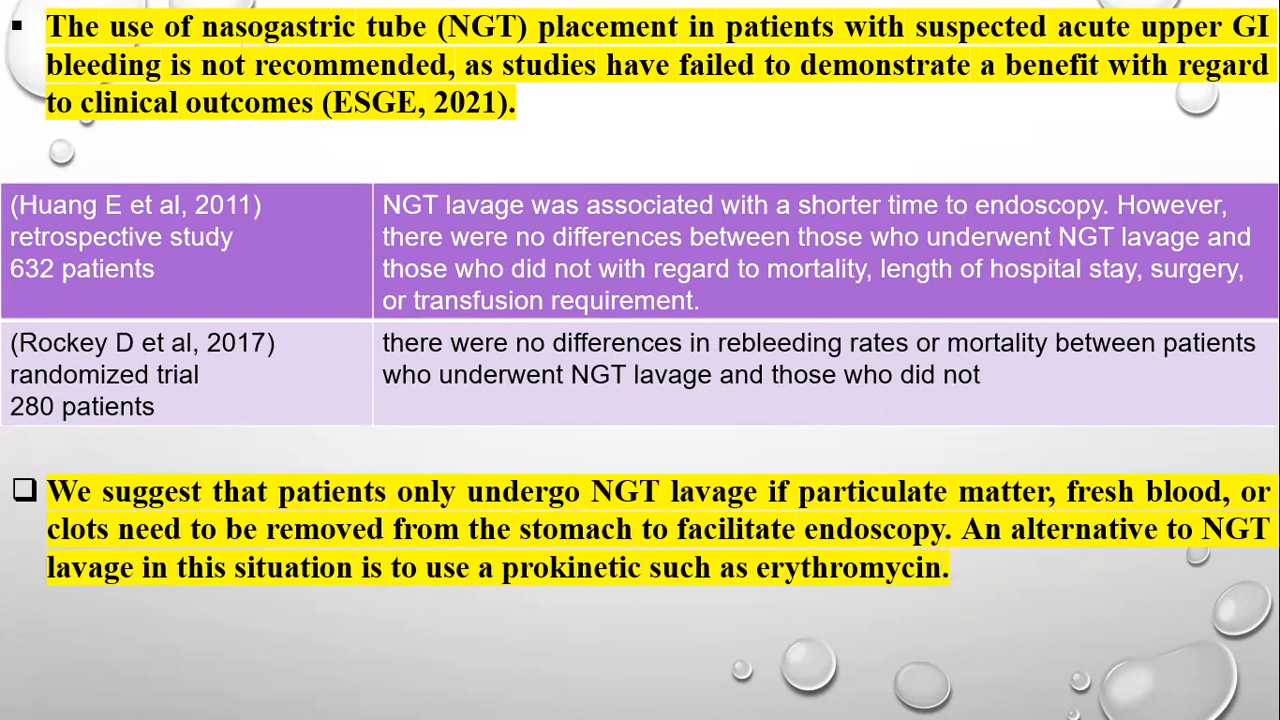 The use of nasogastric tube (NGT) placement in patients with suspected acute upper GI
bleeding is not recommended, as studies have failed to demonstrate a benefit with regard
to clinical outcomes (ESGE, 2021).
(Huang E et al, 2011)
retrospective study
632 patients
NGT lavage was associated with a shorter time to endoscopy. However,
there were no differences between those who underwent NGT lavage and
those who did not with regard to mortality, length of hospital stay, surgery,
or transfusion requirement.
(Rockey D et al, 2017)
randomized trial
280 patients
there were no differences in rebleeding rates or mortality between patients
who underwent NGT lavage and those who did not
We suggest that patients only undergo NGT lavage if particulate matter, fresh blood, or
clots need to be removed from the stomach to facilitate endoscopy. An alternative to NGT
lavage in this situation is to use a prokinetic such as erythromycin.